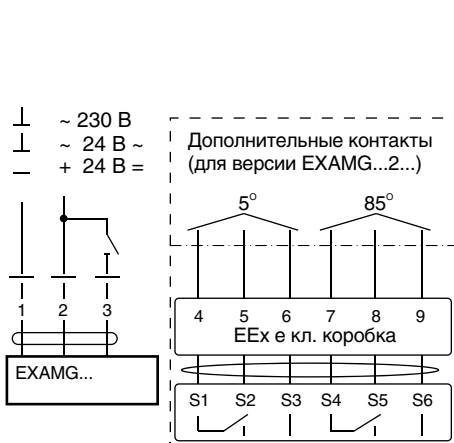 ~ 230 В
~ 24 В ~
+ 24 В =
Дополнительные контакты
(для версии EXAMG...2...)
5° 85°
1 2 3
4 5 6 7 8 9
EEx e кл. коробка
EXAMG...
S1 S2 S3 S4 S5 S6